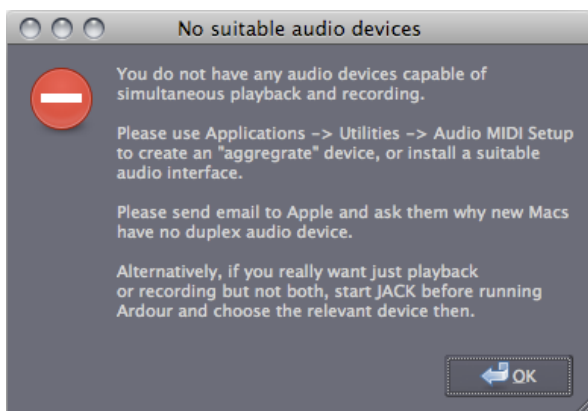 No suitable audio devices
You do not have any audio devices capable of
simultaneous playback and recording.
Please use Applications -> Utilities -> Audio MIDI Setup
to create an "aggregrate" device, or install a suitable
audio interface.
Please send email to Apple and ask them why new Macs
have no duplex audio device.
Alternatively, if you really want just playback
or recording but not both, start JACK before running
Ardour and choose the relevant device then.
OK